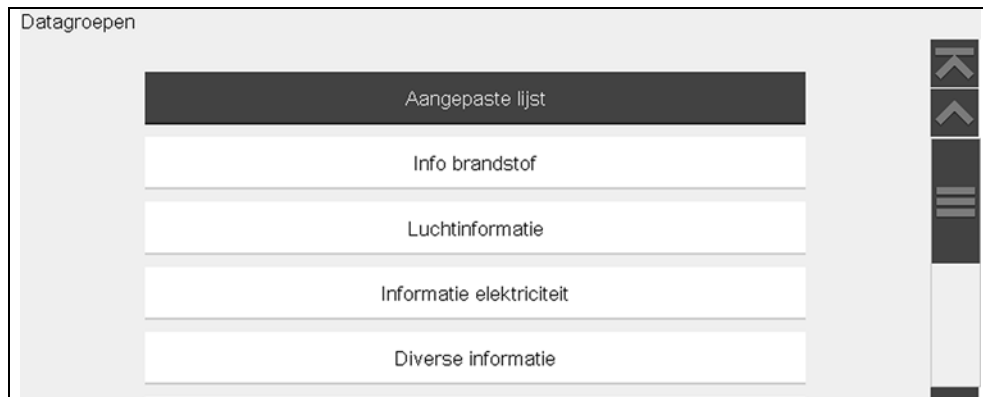 Datagroepen
Aangepaste lijst
Info brandstof
Luchtinformatie
Informatie elektriciteit
Diverse informatie